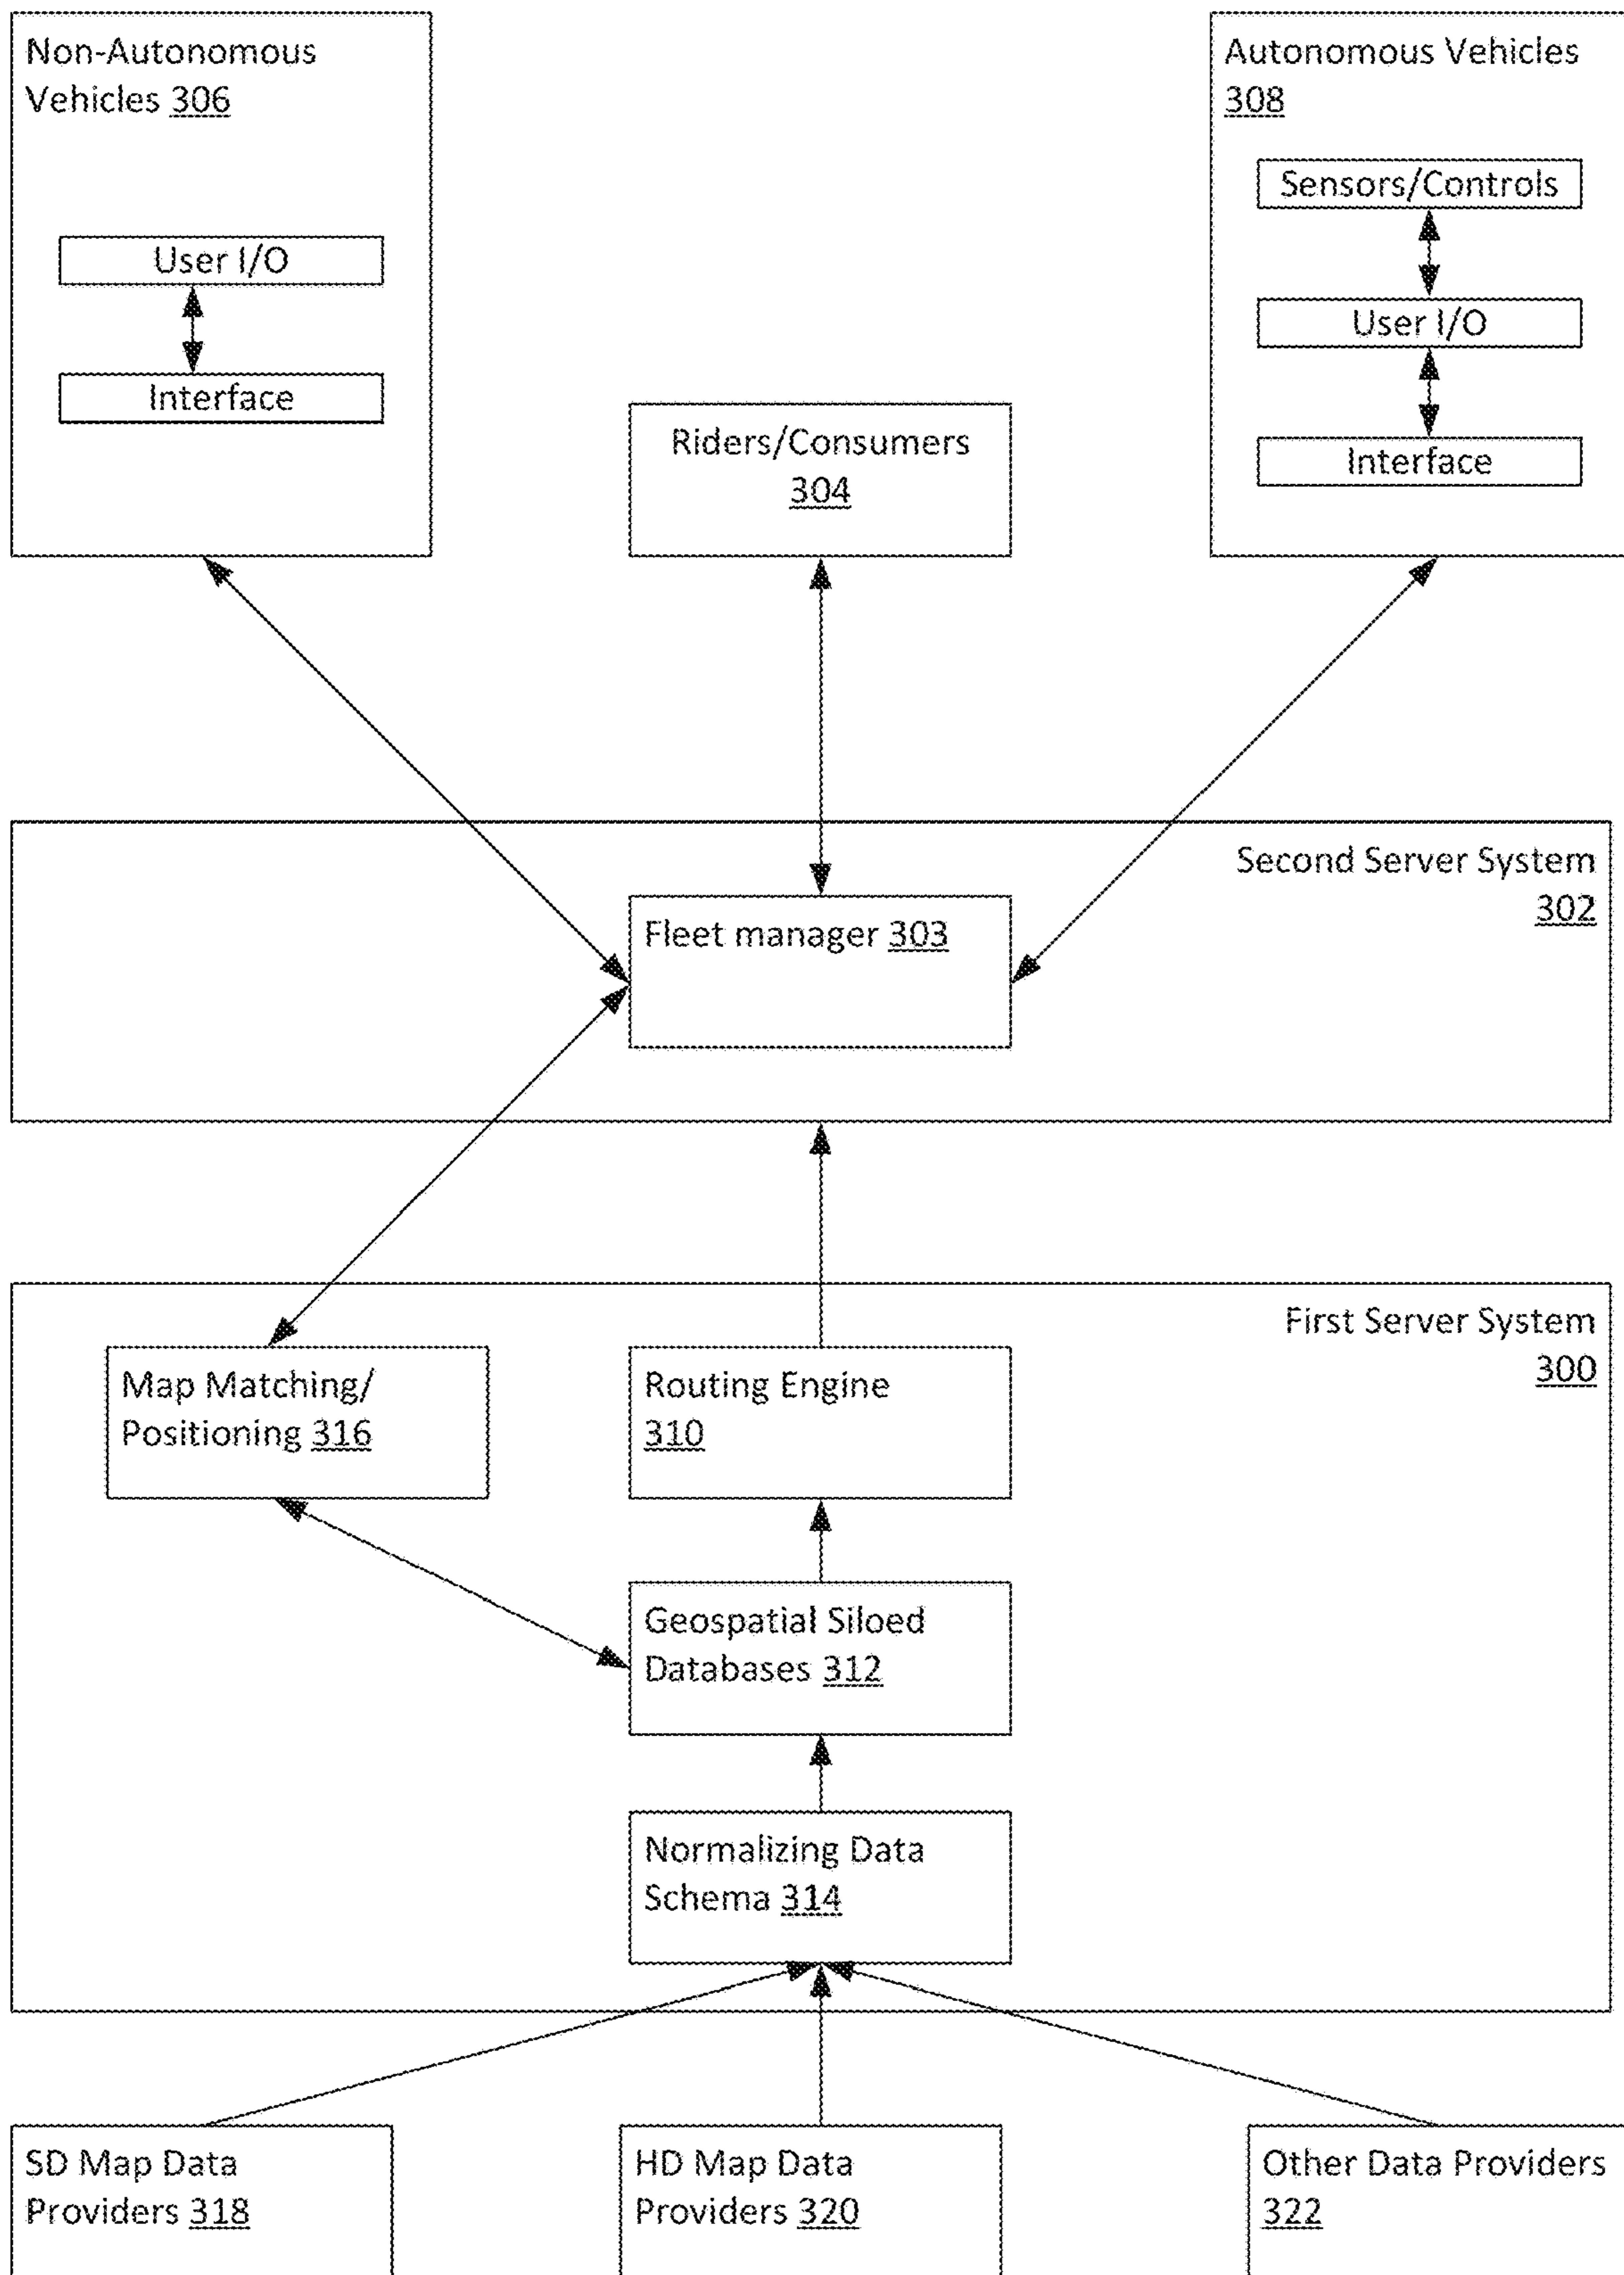 Non-Autonomous
Vehicles 306
User I/O
Interface
Autonomous Vehicles
308
Sensors/Controls
User I/O
Interface
Riders/Consumers
304
Second Server System
302
Fleet manager 303
First Server System
300
Map Matching/
Positioning 316
Routing Engine
310
Geospatial Siloed
Databases 312
Normalizing Data
Schema 314
SD Map Data
Providers 318
HD Map Data
Providers 320
Other Data Providers
322